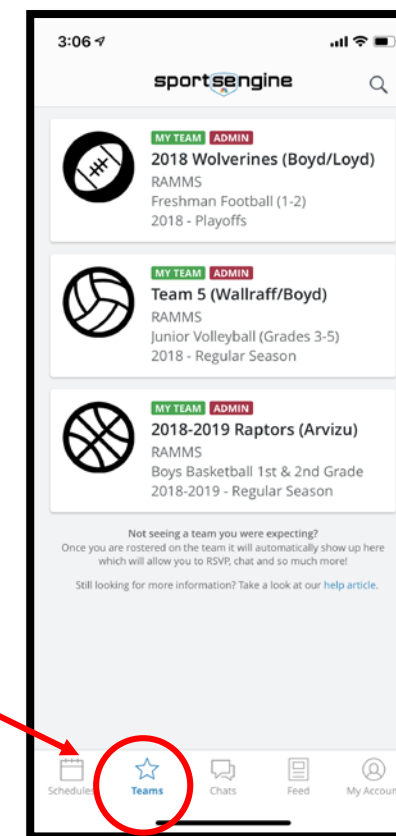 3:06
sportsengine
MY TEAM ADMIN
2018 Wolverines (Boyd/Loyd)
RAMMS
Freshman Football (1-2)
2018 - Playoffs
MY TEAM ADMIN
Team 5 (Wallraff/Boyd)
RAMMS
Junior Volleyball (Grades 3-5)
2018 - Regular Season
MY TEAM ADMIN
2018-2019 Raptors (Arvizu)
RAMMS
Boys Basketball 1st & 2nd Grade
2018-2019 - Regular Season
Not seeing a team you were expecting?
Once you are rostered on the team it will automatically show up here
which will allow you to RSVP, chat and so much more!
Still looking for more information? Take a look at our help article.
Schedules Teams Chats Feed My Accoun